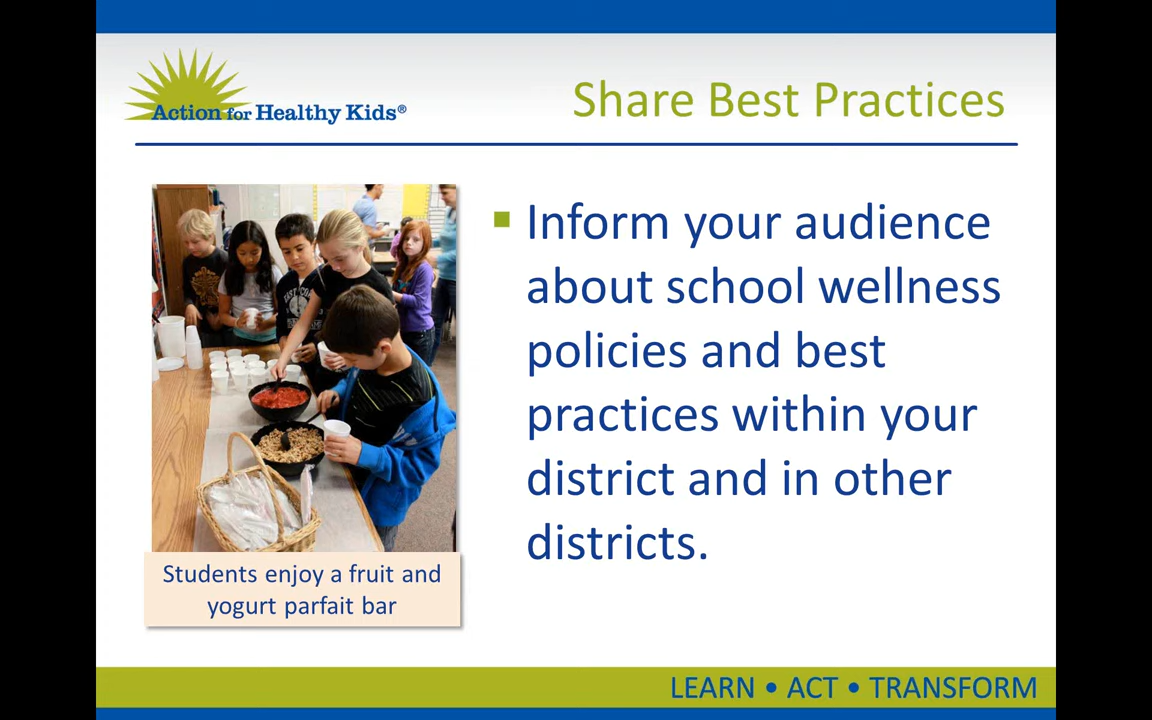 Action for Healthy Kids®
Share Best Practices
Inform your audience
about school wellness
policies and best
practices within your
district and in other
districts.
Students enjoy a fruit and
yogurt parfait bar
LEARN • ACT • TRANSFORM